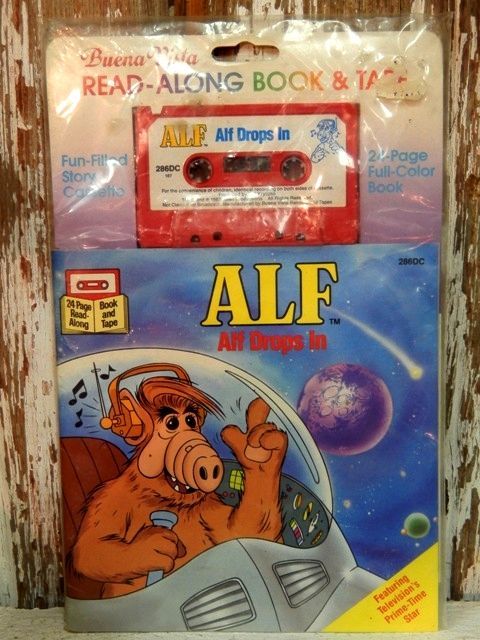 Buena Vista
READ-ALONG BOOK & TAPE
ALF Alf Drops In
286DC
Fun-Filled
Story
Cassette
24-Page
Full-Color
Book
For the convenience of children, identical recording on both sides of cassette.
All Rights Reserved.
286DC
24 Page
Read-
Along
Book
and
Tape
ALF
TM
Alf Drops In
Featuring
Television's
Prime-Time
Star